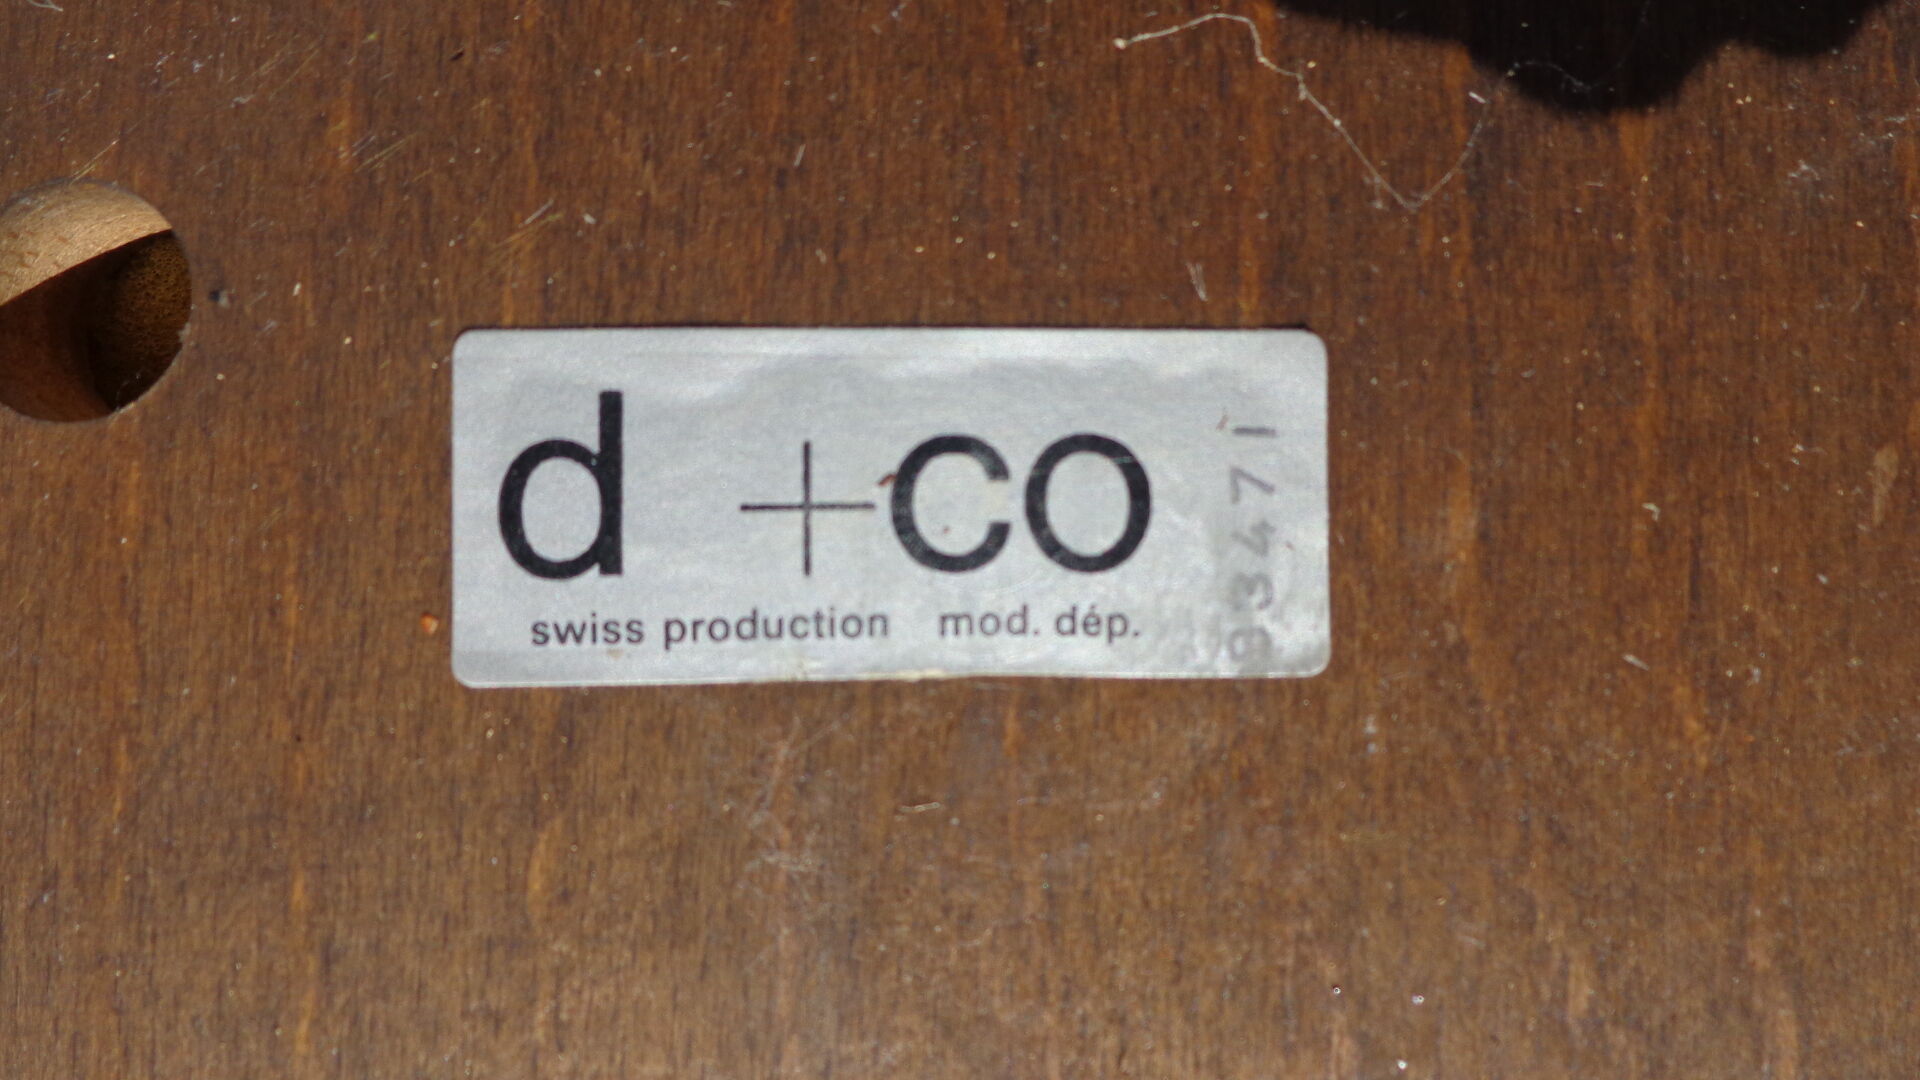 d +co
swiss production mod. dép.
93471